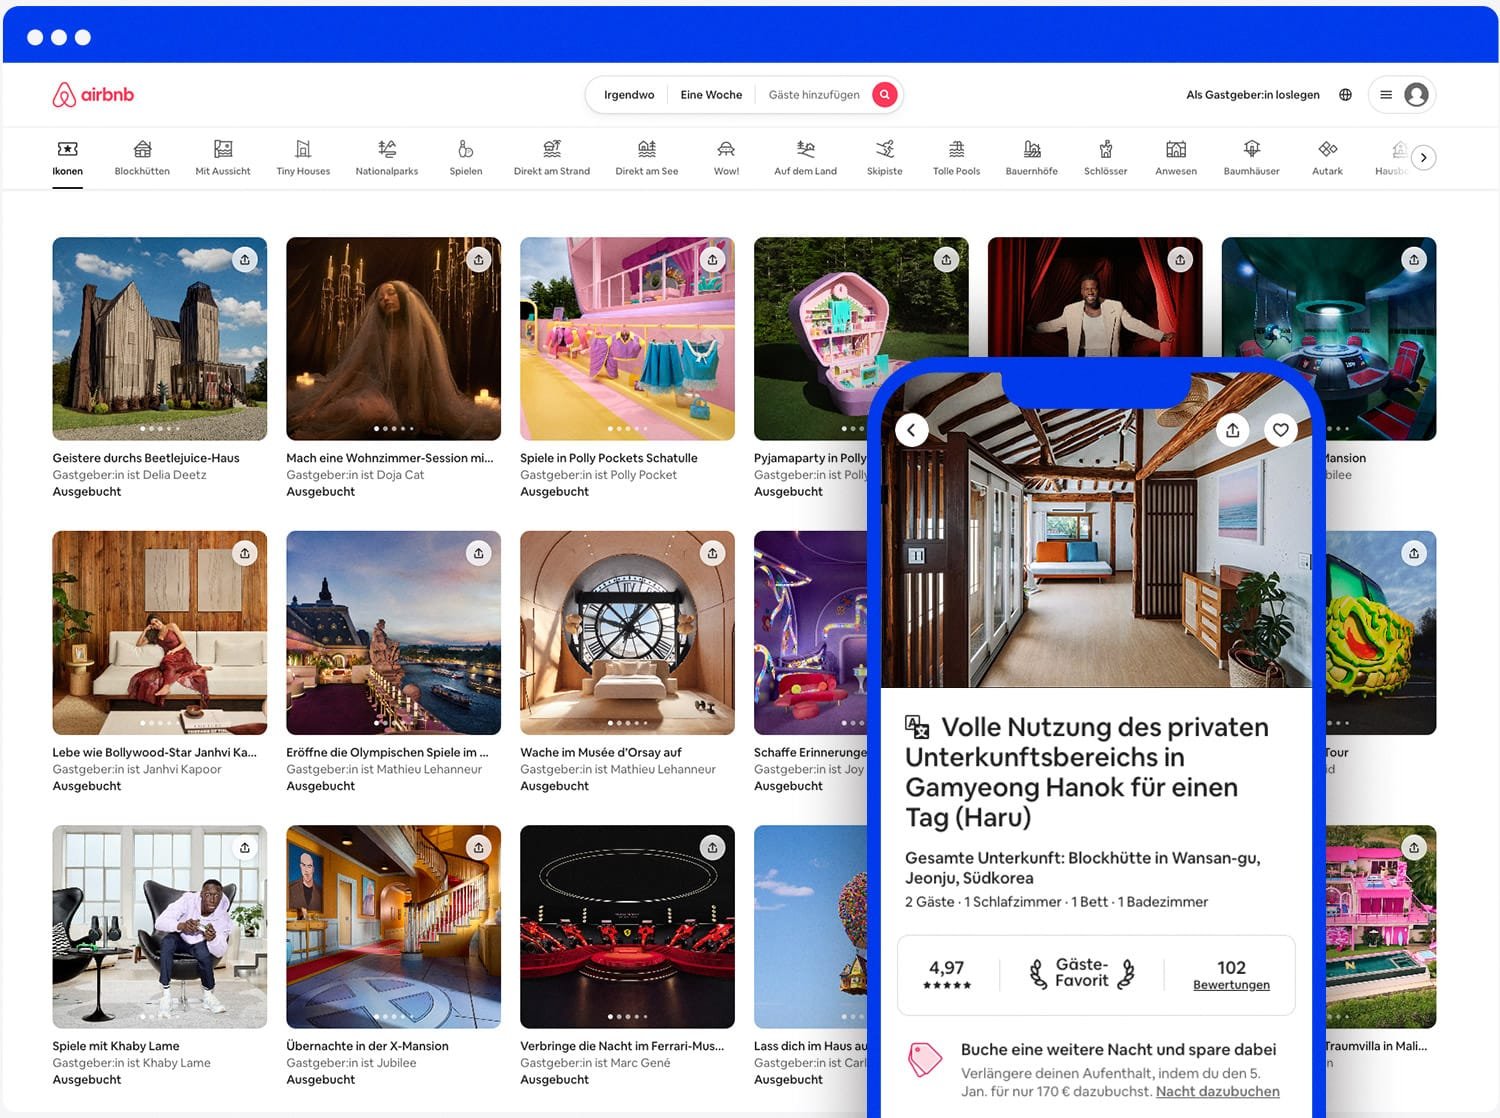 airbnb
Irgendwo
Eine Woche
Gäste hinzufügen
Als Gastgeber:in loslegen
Ikonen
Blockhütten
Mit Aussicht
Tiny Houses
Nationalparks
Spielen
Direkt am Strand
Direkt am See
Wow!
Auf dem Land
Skipiste
Tolle Pools
Bauernhöfe
Schlösser
Anwesen
Baumhäuser
Autark
Hausbo
Geistere durchs Beetlejuice-Haus
Gastgeber:in ist Delia Deetz
Ausgebucht
Mach eine Wohnzimmer-Session mi...
Gastgeber:in ist Doja Cat
Ausgebucht
Spiele in Polly Pockets Schatulle
Gastgeber:in ist Polly Pocket
Ausgebucht
Pyjamaparty in Polly
Gastgeber:in ist Polly
Ausgebucht
Mansion
bilee
Lebe wie Bollywood-Star Janhvi Ka...
Gastgeber:in ist Janhvi Kapoor
Ausgebucht
Eröffne die Olympischen Spiele im ...
Gastgeber:in ist Mathieu Lehanneur
Ausgebucht
Wache im Musée d'Orsay auf
Gastgeber:in ist Mathieu Lehanneur
Ausgebucht
Schaffe Erinnerunge
Gastgeber:in ist Joy
Ausgebucht
Tour
id
Spiele mit Khaby Lame
Gastgeber:in ist Khaby Lame
Ausgebucht
Übernachte in der X-Mansion
Gastgeber:in ist Jubilee
Ausgebucht
Verbringe die Nacht im Ferrari-Mus...
Gastgeber:in ist Marc Gené
Ausgebucht
Lass dich im Haus au
Gastgeber:in ist Carl
Ausgebucht
Traumvilla in Mali...
n
Volle Nutzung des privaten
Unterkunftsbereichs in
Gamyeong Hanok für einen
Tag (Haru)
Gesamte Unterkunft: Blockhütte in Wansan-gu,
Jeonju, Südkorea
2 Gäste · 1 Schlafzimmer · 1 Bett · 1 Badezimmer
4,97
Gäste-
Favorit
102
Bewertungen
Buche eine weitere Nacht und spare dabei
Verlängere deinen Aufenthalt, indem du den 5.
Jan. für nur 170 € dazubuchst. Nacht dazubuchen